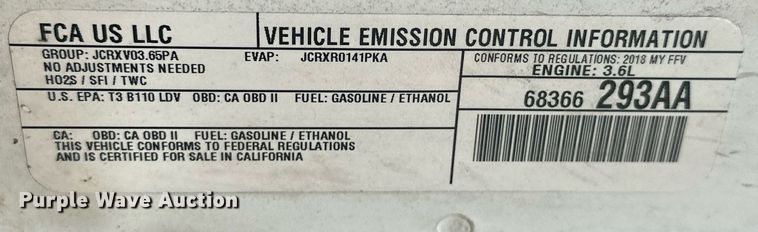 FCA US LLC
VEHICLE EMISSION CONTROL INFORMATION
GROUP: JCRXV03.65PA EVAP: JCRXR0141PKA
NO ADJUSTMENTS NEEDED
HO2S / SFI / TWC
CONFORMS TO REGULATIONS: 2018 MY FFV
ENGINE: 3.6L
U.S. EPA: T3 B110 LDV OBD: CA OBD II FUEL: GASOLINE / ETHANOL
68366 293AA
CA: OBD: CA OBD II FUEL: GASOLINE / ETHANOL
THIS VEHICLE CONFORMS TO FEDERAL REGULATIONS
AND IS CERTIFIED FOR SALE IN CALIFORNIA
Purple Wave Auction